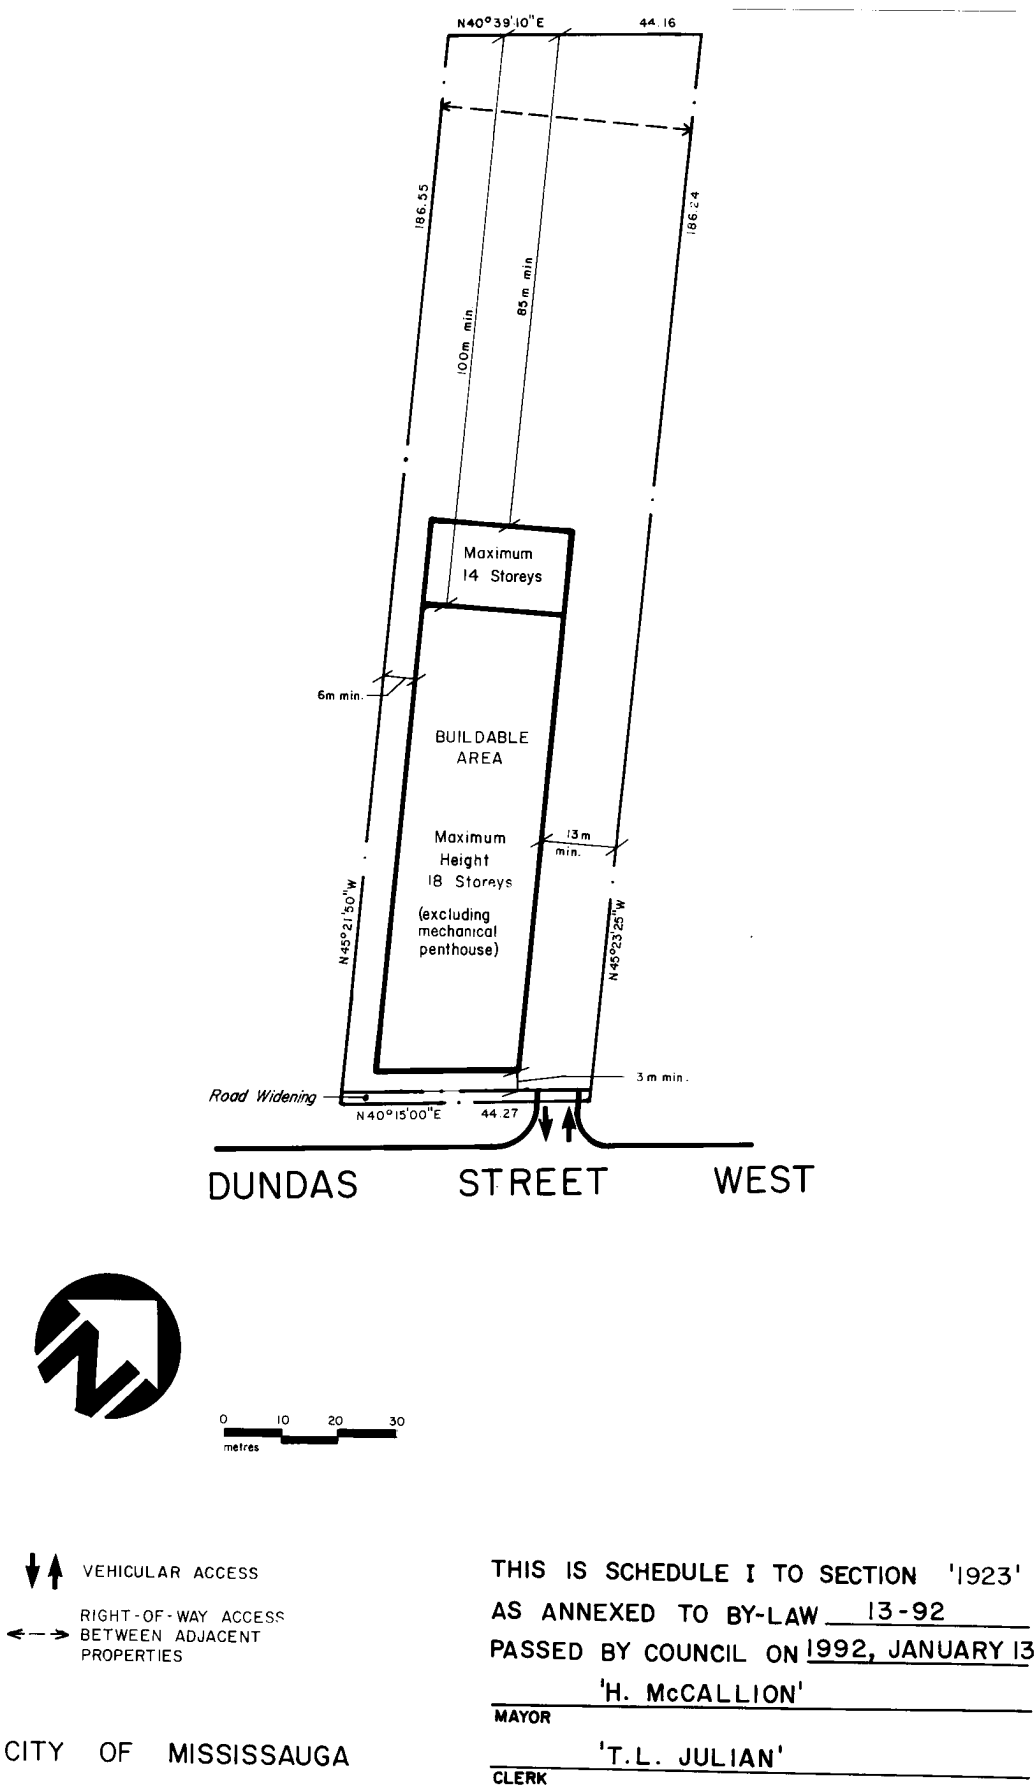 N40°39'10"E 44.16
186.55
186.24
85m min
100m min.
Maximum
14 Storeys
6m min.
BUILDABLE
AREA
13m
min.
Maximum
Height
18 Storeys
(excluding
mechanical
penthouse)
N45°21'50"W
N45°23'25"W
3m min.
Road Widening
N40°15'00"E 44.27
DUNDAS STREET WEST
N
0 10 20 30
metres
VEHICULAR ACCESS
RIGHT-OF-WAY ACCESS
BETWEEN ADJACENT
PROPERTIES
CITY OF MISSISSAUGA
THIS IS SCHEDULE I TO SECTION '1923'
AS ANNEXED TO BY-LAW 13-92
PASSED BY COUNCIL ON 1992, JANUARY 13
'H. McCALLION'
MAYOR
'T.L. JULIAN'
CLERK